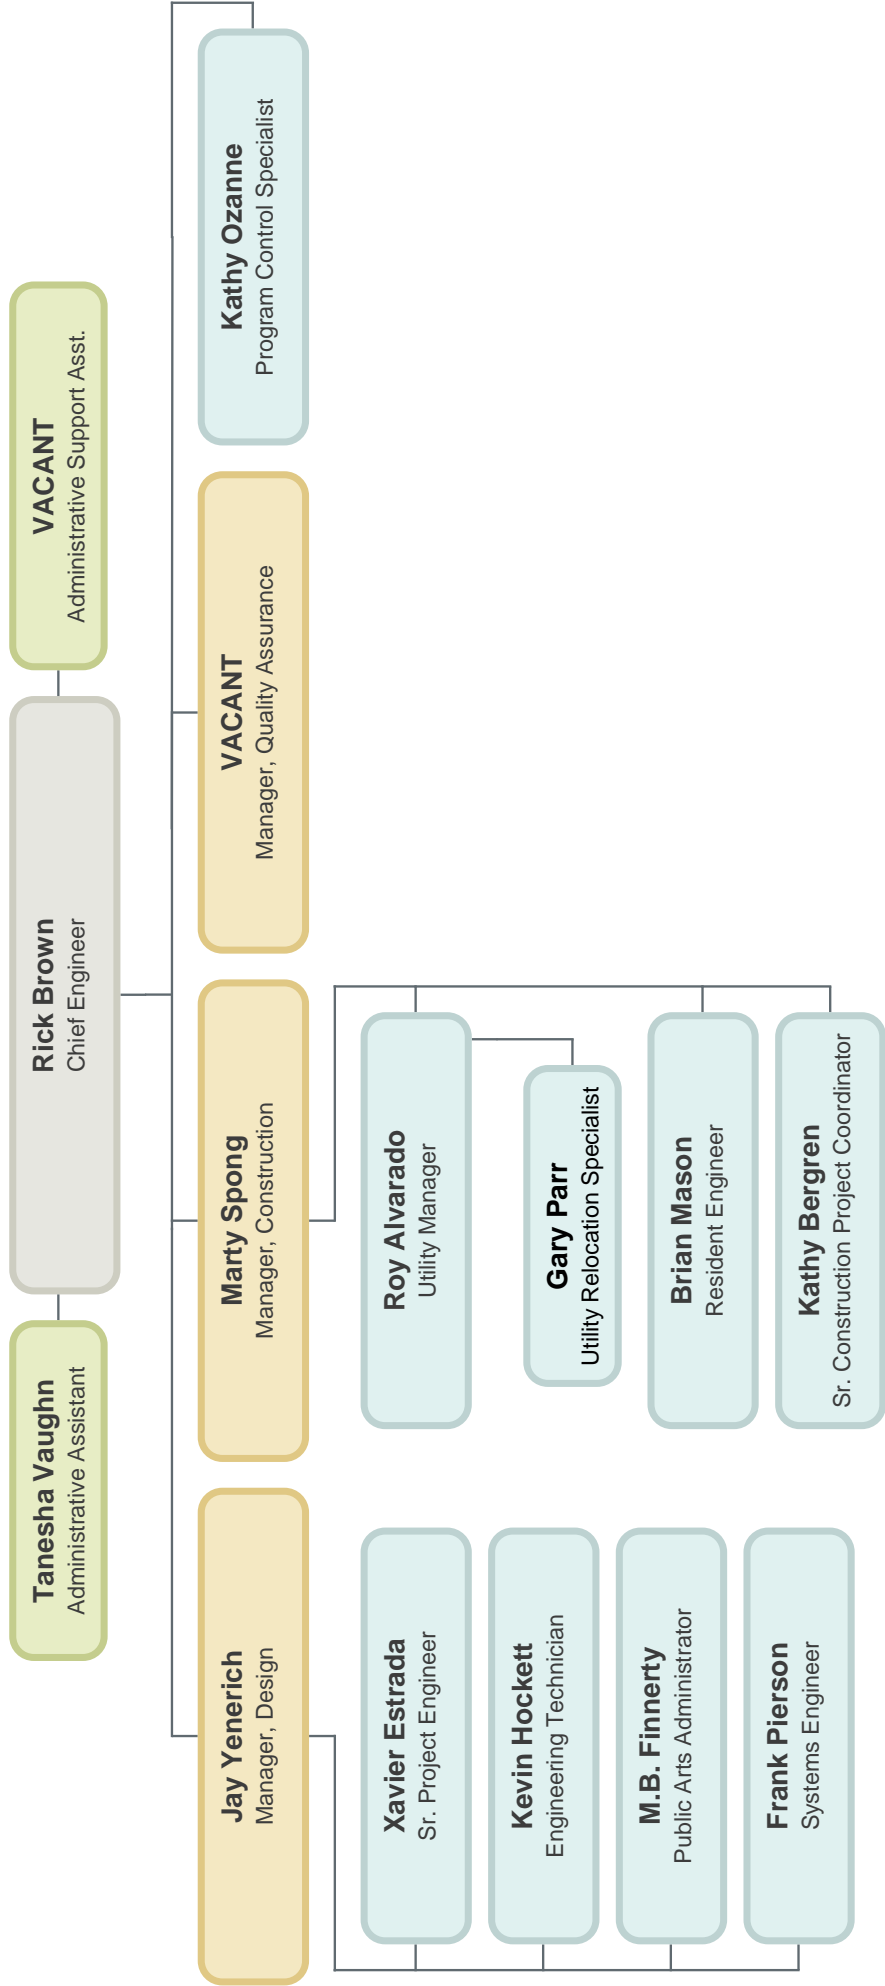 Tanesha Vaughn
Administrative Assistant
Rick Brown
Chief Engineer
VACANT
Administrative Support Asst.
Jay Yenerich
Manager, Design
Marty Spong
Manager, Construction
VACANT
Manager, Quality Assurance
Kathy Ozanne
Program Control Specialist
Xavier Estrada
Sr. Project Engineer
Kevin Hockett
Engineering Technician
M.B. Finnerty
Public Arts Administrator
Frank Pierson
Systems Engineer
Roy Alvarado
Utility Manager
Gary Parr
Utility Relocation Specialist
Brian Mason
Resident Engineer
Kathy Bergren
Sr. Construction Project Coordinator